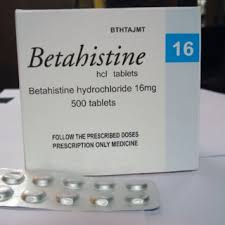 BTHTAJMT
Betahistine
16
hcl tablets
Betahistine hydrochloride 16mg
500 tablets
FOLLOW THE PRESCRIBED DOSES
PRESCRIPTION ONLY MEDICINE